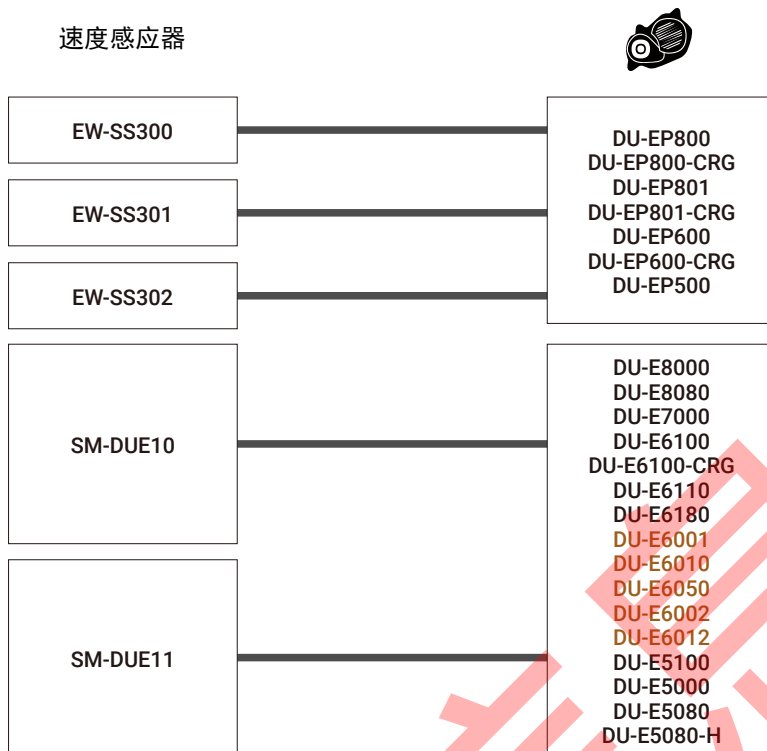 速度感应器
EW-SS300
EW-SS301
EW-SS302
DU-EP800
DU-EP800-CRG
DU-EP801
DU-EP801-CRG
DU-EP600
DU-EP600-CRG
DU-EP500
SM-DUE10
SM-DUE11
DU-E8000
DU-E8080
DU-E7000
DU-E6100
DU-E6100-CRG
DU-E6110
DU-E6180
DU-E6001
DU-E6010
DU-E6050
DU-E6002
DU-E6012
DU-E5100
DU-E5000
DU-E5080
DU-E5080-H